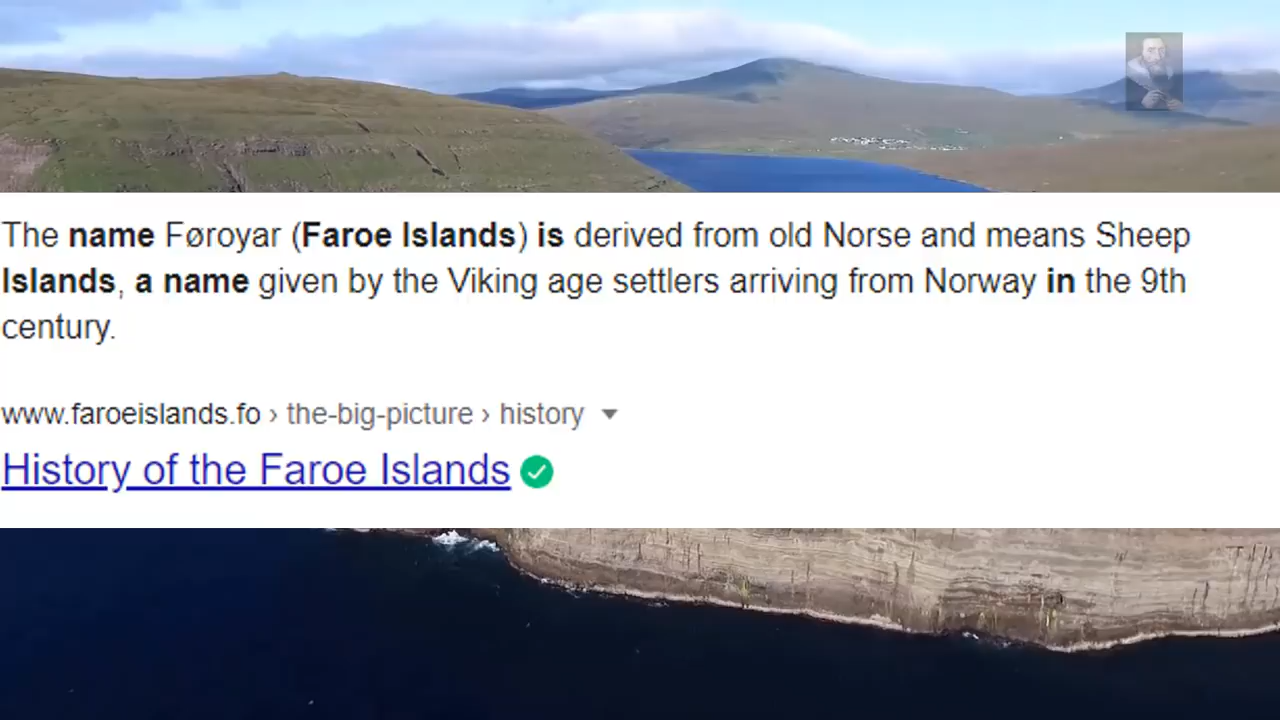 The name Føroyar (Faroe Islands) is derived from old Norse and means Sheep
Islands, a name given by the Viking age settlers arriving from Norway in the 9th
century.
www.faroeislands.fo › the-big-picture › history
History of the Faroe Islands